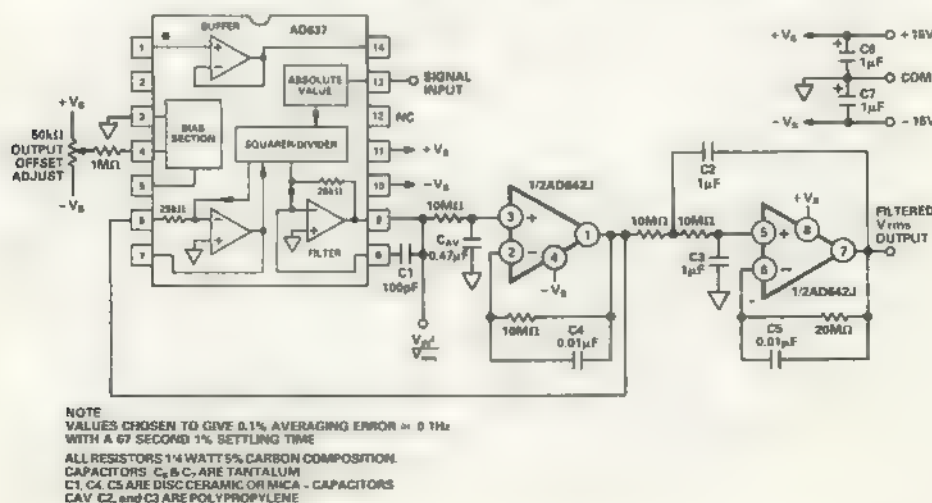 BUFFER
AD637
1
14
2
ABSOLUTE
VALUE
13
SIGNAL
INPUT
+VS
3
BIAS
SECTION
12
NC
50kΩ
OUTPUT
OFFSET
ADJUST
1MΩ
4
SQUARER/DIVIDER
11
+VS
-VS
5
10
-VS
6
25kΩ
FILTER
9
7
8
C1
100pF
10MΩ
CAV
0.47μF
1/2AD642J
3
+
2
-
1
4
-VS
10MΩ
C4
0.01μF
10MΩ
10MΩ
C2
1μF
C3
1μF
+VS
5
+
6
-
8
7
1/2AD642J
FILTERED
V rms
OUTPUT
20MΩ
C5
0.01μF
+VS
+15V
C6
1μF
COM
C7
1μF
-VS
-15V
NOTE
VALUES CHOSEN TO GIVE 0.1% AVERAGING ERROR @ 0.1Hz
WITH A 67 SECOND 1% SETTLING TIME
ALL RESISTORS 1/4 WATT 5% CARBON COMPOSITION.
CAPACITORS C6 & C7 ARE TANTALUM
C1, C4, C5 ARE DISC CERAMIC OR MICA - CAPACITORS
CAV C2, and C3 ARE POLYPROPYLENE